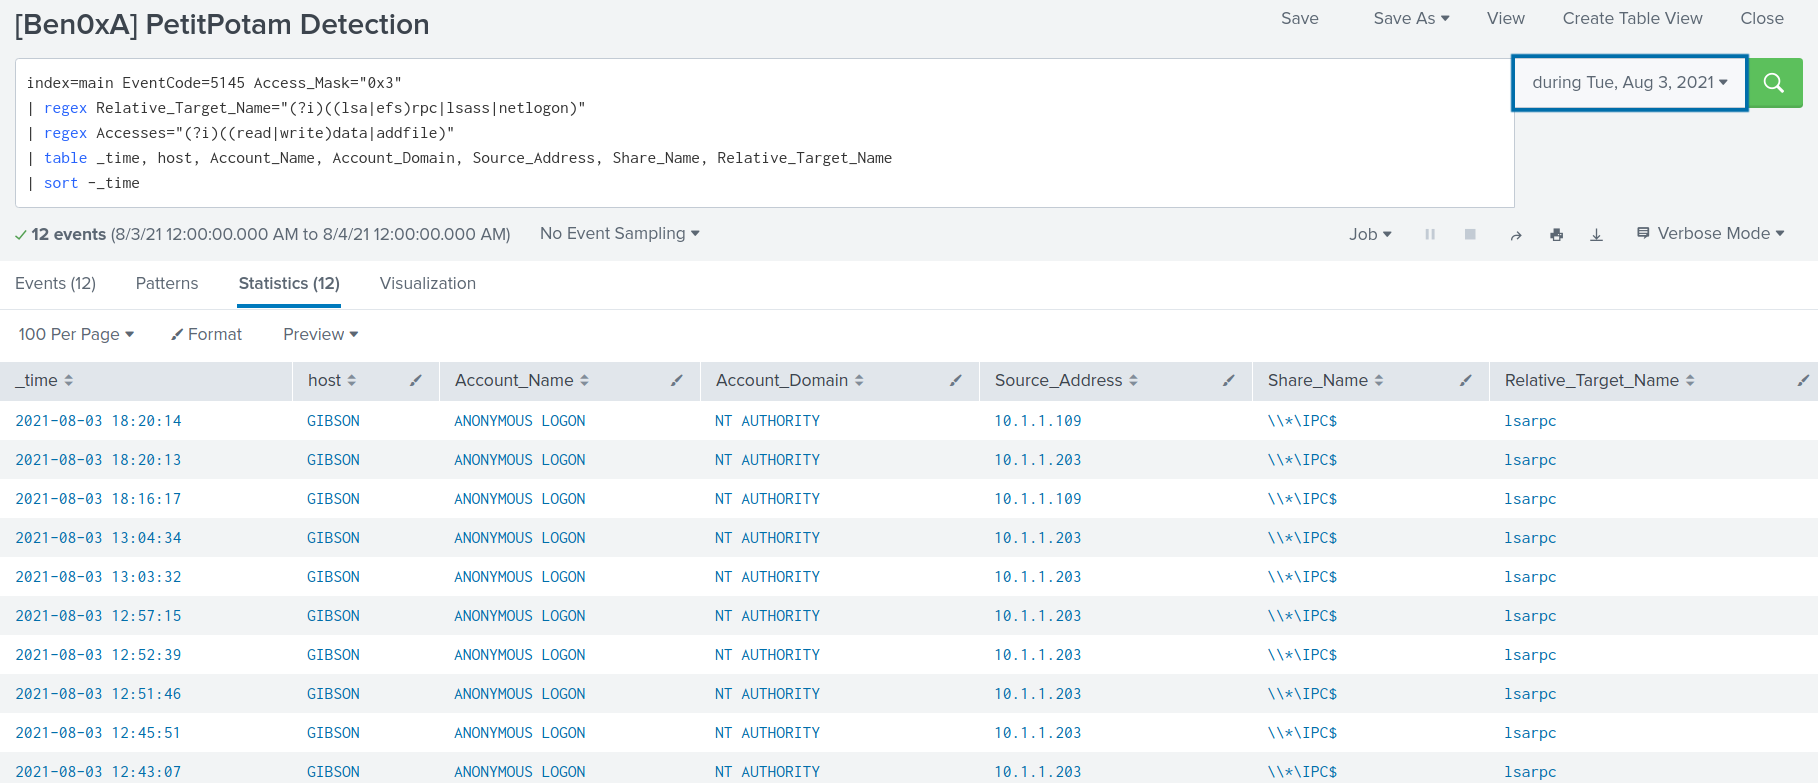 [Ben0xA] PetitPotam Detection
Save Save As View Create Table View Close
index=main EventCode=5145 Access_Mask="0x3"
| regex Relative_Target_Name="(?i)((lsa|efs)rpc|lsass|netlogon)"
| regex Accesses="(?i)((read|write)data|addfile)"
| table _time, host, Account_Name, Account_Domain, Source_Address, Share_Name, Relative_Target_Name
| sort -_time
during Tue, Aug 3, 2021
12 events (8/3/21 12:00:00.000 AM to 8/4/21 12:00:00.000 AM) No Event Sampling Job Verbose Mode
Events (12) Patterns Statistics (12) Visualization
100 Per Page Format Preview
_time host Account_Name Account_Domain Source_Address Share_Name Relative_Target_Name
2021-08-03 18:20:14 GIBSON ANONYMOUS LOGON NT AUTHORITY 10.1.1.109 \\*\IPC$ lsarpc
2021-08-03 18:20:13 GIBSON ANONYMOUS LOGON NT AUTHORITY 10.1.1.203 \\*\IPC$ lsarpc
2021-08-03 18:16:17 GIBSON ANONYMOUS LOGON NT AUTHORITY 10.1.1.109 \\*\IPC$ lsarpc
2021-08-03 13:04:34 GIBSON ANONYMOUS LOGON NT AUTHORITY 10.1.1.203 \\*\IPC$ lsarpc
2021-08-03 13:03:32 GIBSON ANONYMOUS LOGON NT AUTHORITY 10.1.1.203 \\*\IPC$ lsarpc
2021-08-03 12:57:15 GIBSON ANONYMOUS LOGON NT AUTHORITY 10.1.1.203 \\*\IPC$ lsarpc
2021-08-03 12:52:39 GIBSON ANONYMOUS LOGON NT AUTHORITY 10.1.1.203 \\*\IPC$ lsarpc
2021-08-03 12:51:46 GIBSON ANONYMOUS LOGON NT AUTHORITY 10.1.1.203 \\*\IPC$ lsarpc
2021-08-03 12:45:51 GIBSON ANONYMOUS LOGON NT AUTHORITY 10.1.1.203 \\*\IPC$ lsarpc
2021-08-03 12:43:07 GIBSON ANONYMOUS LOGON NT AUTHORITY 10.1.1.203 \\*\IPC$ lsarpc